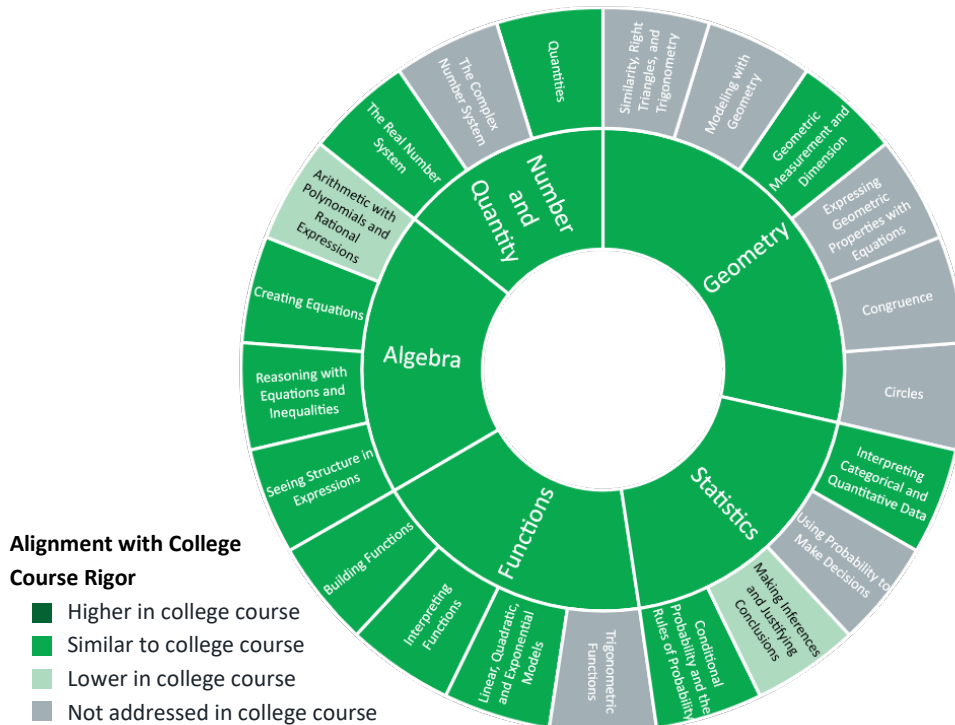 Quantities
Similarity, Right
Triangles, and
Trigonometry
Modeling with
Geometry
Geometric
Measurement and
Dimension
Expressing
Geometric
Properties with
Equations
Congruence
Circles
Interpreting
Categorical and
Quantitative Data
Using Probability to
Make Decisions
Making Inferences
and Justifying
Conclusions
Conditional
Probability and the
Rules of Probability
Trigonometric
Functions
Linear, Quadratic,
and Exponential
Models
Interpreting
Functions
Building Functions
Seeing Structure in
Expressions
Reasoning with
Equations and
Inequalities
Creating Equations
Arithmetic with
Polynomials and
Rational
Expressions
The Real Number
System
The Complex
Number System
Number
and
Quantity
Geometry
Statistics
Functions
Algebra
Alignment with College
Course Rigor
Higher in college course
Similar to college course
Lower in college course
Not addressed in college course